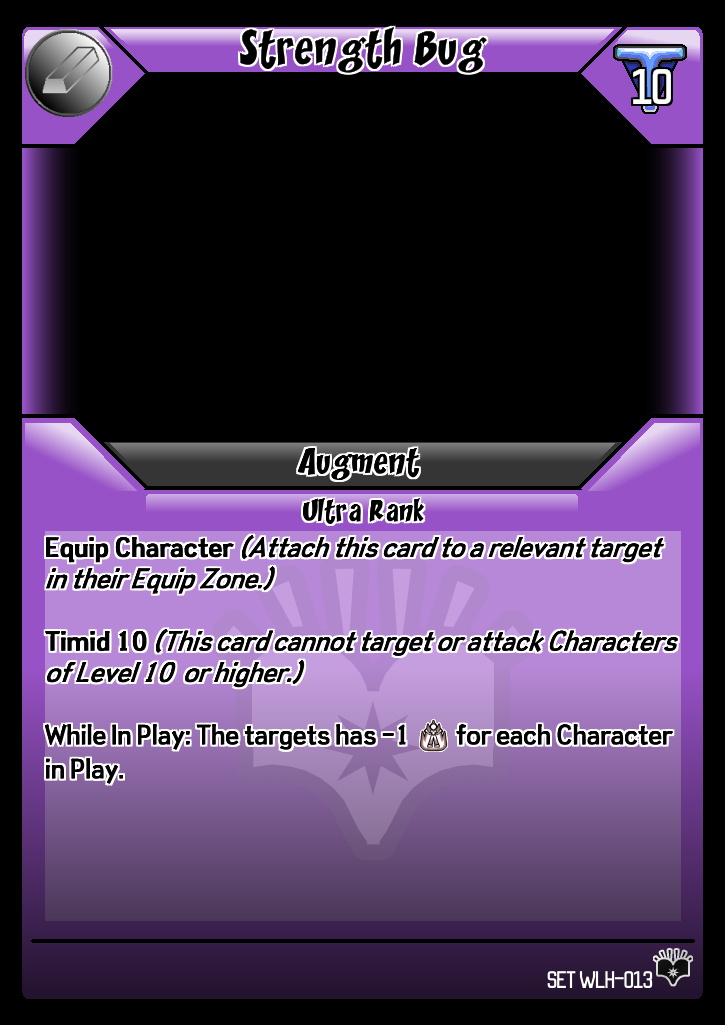 Strength Bug
10
Augment
Ultra Rank
Equip Character (Attach this card to a relevant target
in their Equip Zone.)
Timid 10 (This card cannot target or attack Characters
of Level 10 or higher.)
While In Play: The targets has -1 for each Character
in Play.
SET WLH-013